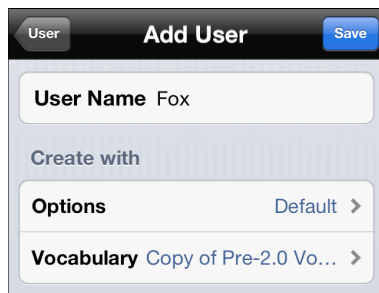 User Add User Save
User Name Fox
Create with
Options Default
Vocabulary Copy of Pre-2.0 Vo...